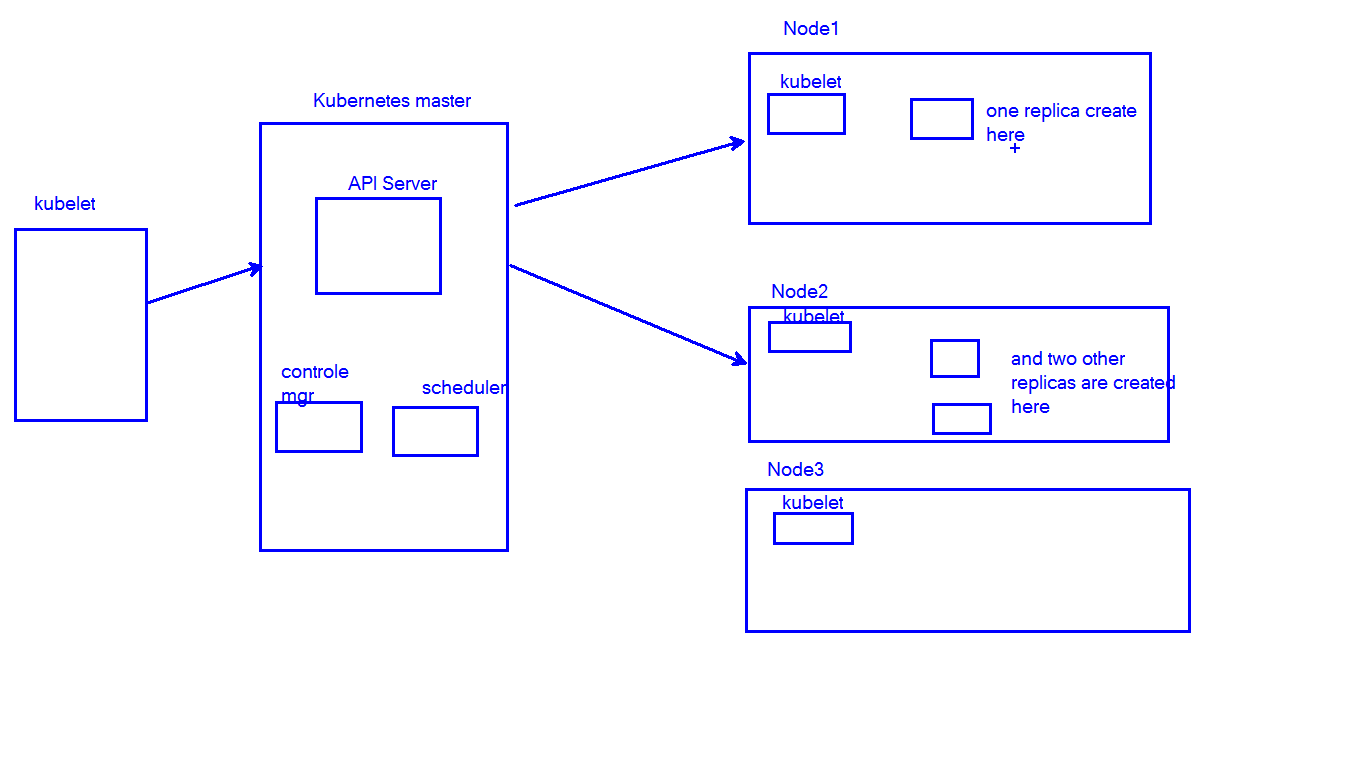 kubelet
Kubernetes master
API Server
controle
mgr
scheduler
Node1
kubelet
one replica create
here
Node2
kubelet
and two other
replicas are created
here
Node3
kubelet